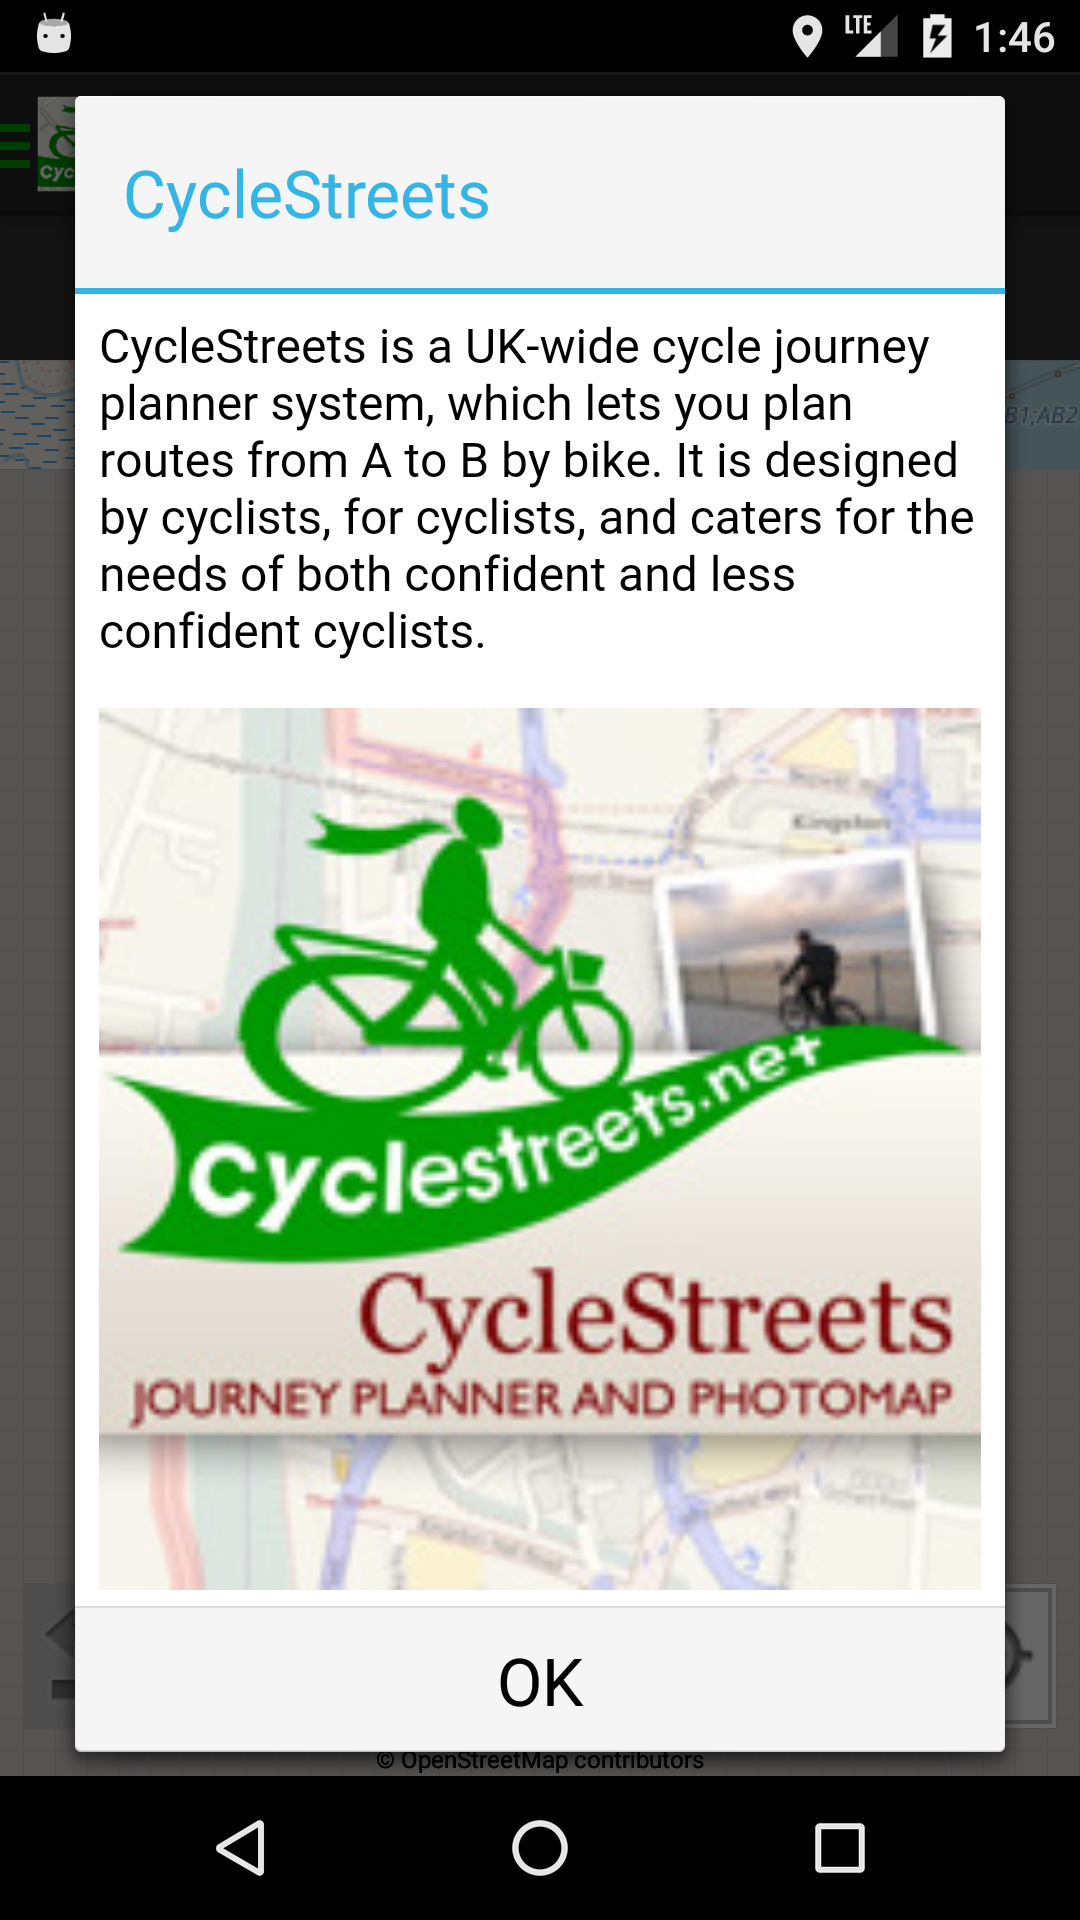 LTE 1:46
CycleStreets
CycleStreets is a UK-wide cycle journey
planner system, which lets you plan
routes from A to B by bike. It is designed
by cyclists, for cyclists, and caters for the
needs of both confident and less
confident cyclists.
Kingston
Cyclestreets.net
CycleStreets
JOURNEY PLANNER AND PHOTOMAP
OK
© OpenStreetMap contributors